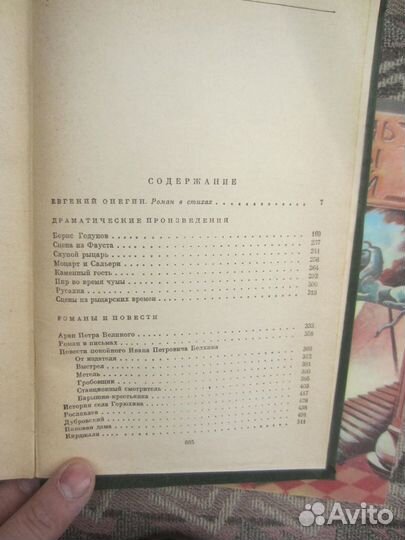 СОДЕРЖАНИЕ
ЕВГЕНИЙ ОНЕГИН. Роман в стихах 7
ДРАМАТИЧЕСКИЕ ПРОИЗВЕДЕНИЯ
Борис Годунов 169
Сцена из Фауста 237
Скупой рыцарь
Моцарт и Сальери
Каменный гость
Пир во время чумы
Русалка
Сцены из рыцарских времен
РОМАНЫ И ПОВЕСТИ
Арап Петра Великого
Роман в письмах
Повести покойного Ивана Петровича Белкина
От издателя
Выстрел
Метель
Гробовщик
Станционный смотритель
Барышня-крестьянка
История села Горюхина
Рославлев
Дубровский
Пиковая дама
Кирджали
605
Avito